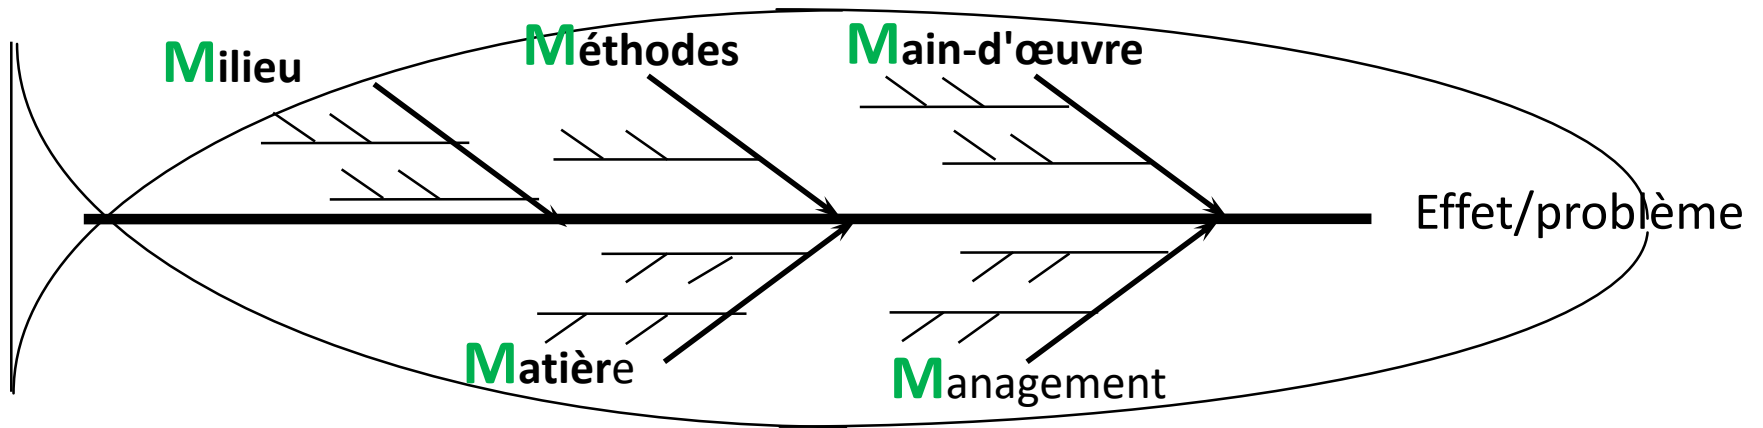 Milieu
Méthodes
Main-d'œuvre
Effet/problème
Matière
Management